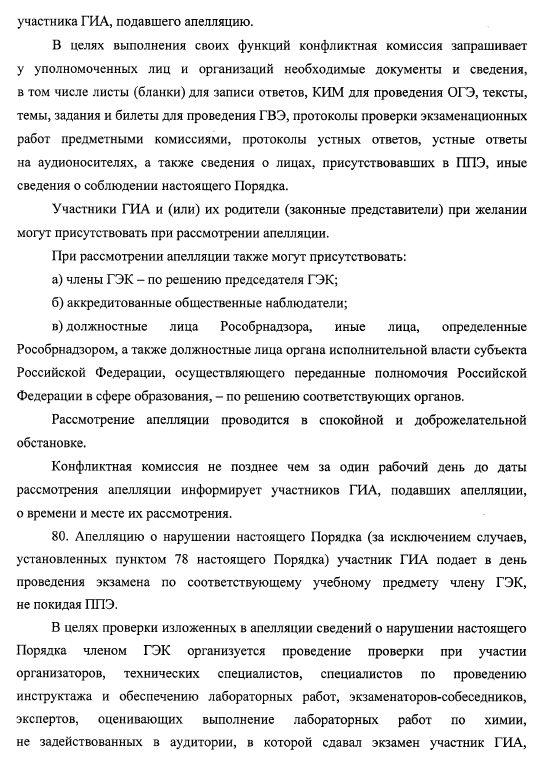 участника ГИА, подавшего апелляцию.
В целях выполнения своих функций конфликтная комиссия запрашивает
у уполномоченных лиц и организаций необходимые документы и сведения,
в том числе листы (бланки) для записи ответов, КИМ для проведения ОГЭ, тексты,
темы, задания и билеты для проведения ГВЭ, протоколы проверки экзаменационных
работ предметными комиссиями, протоколы устных ответов, устные ответы
на аудионосителях, а также сведения о лицах, присутствовавших в ППЭ, иные
сведения о соблюдении настоящего Порядка.
Участники ГИА и (или) их родители (законные представители) при желании
могут присутствовать при рассмотрении апелляции.
При рассмотрении апелляции также могут присутствовать:
а) члены ГЭК – по решению председателя ГЭК;
б) аккредитованные общественные наблюдатели;
в) должностные лица Рособрнадзора, иные лица, определенные
Рособрнадзором, а также должностные лица органа исполнительной власти субъекта
Российской Федерации, осуществляющего переданные полномочия Российской
Федерации в сфере образования, – по решению соответствующих органов.
Рассмотрение апелляции проводится в спокойной и доброжелательной
обстановке.
Конфликтная комиссия не позднее чем за один рабочий день до даты
рассмотрения апелляции информирует участников ГИА, подавших апелляции,
о времени и месте их рассмотрения.
80. Апелляцию о нарушении настоящего Порядка (за исключением случаев,
установленных пунктом 78 настоящего Порядка) участник ГИА подает в день
проведения экзамена по соответствующему учебному предмету члену ГЭК,
не покидая ППЭ.
В целях проверки изложенных в апелляции сведений о нарушении настоящего
Порядка членом ГЭК организуется проведение проверки при участии
организаторов, технических специалистов, специалистов по проведению
инструктажа и обеспечению лабораторных работ, экзаменаторов-собеседников,
экспертов, оценивающих выполнение лабораторных работ по химии,
не задействованных в аудитории, в которой сдавал экзамен участник ГИА,